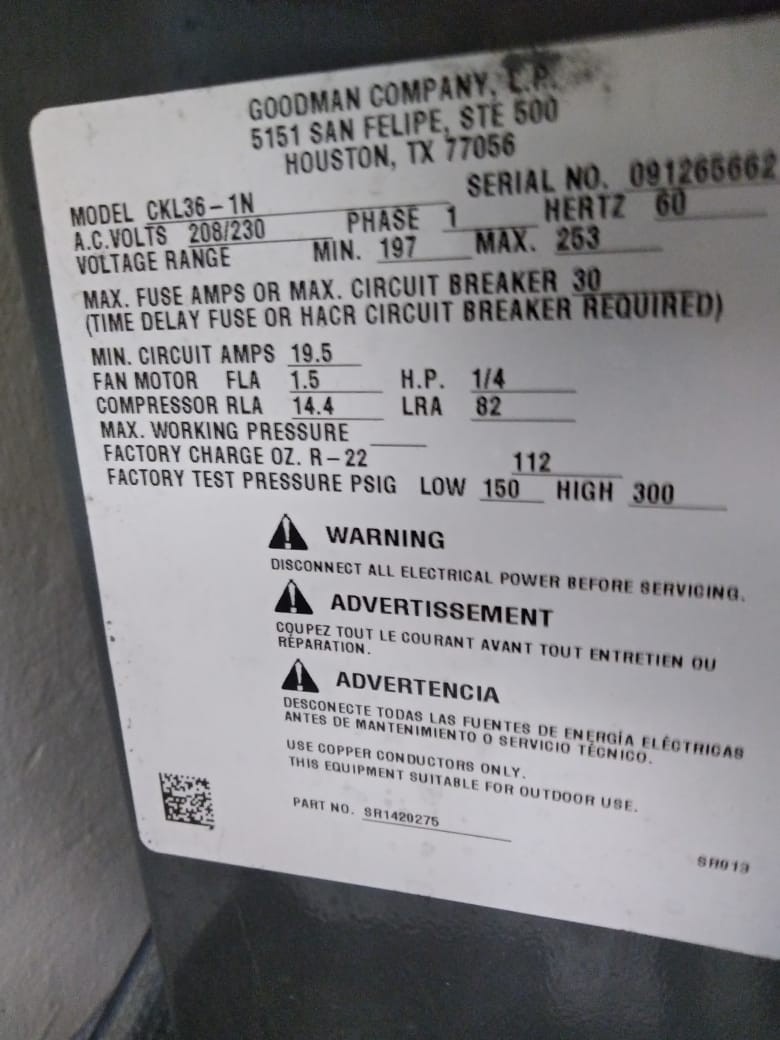 GOODMAN COMPANY, L.P.
5151 SAN FELIPE, STE 500
HOUSTON, TX 77056
SERIAL NO. 091265662
MODEL CKL36-1N
A.C.VOLTS 208/230 PHASE 1 HERTZ 60
VOLTAGE RANGE MIN. 197 MAX. 253
MAX. FUSE AMPS OR MAX. CIRCUIT BREAKER 30
(TIME DELAY FUSE OR HACR CIRCUIT BREAKER REQUIRED)
MIN. CIRCUIT AMPS 19.5
FAN MOTOR FLA 1.5 H.P. 1/4
COMPRESSOR RLA 14.4 LRA 82
MAX. WORKING PRESSURE
FACTORY CHARGE OZ. R-22 112
FACTORY TEST PRESSURE PSIG LOW 150 HIGH 300
WARNING
DISCONNECT ALL ELECTRICAL POWER BEFORE SERVICING.
ADVERTISSEMENT
COUPEZ TOUT LE COURANT AVANT TOUT ENTRETIEN OU
RÉPARATION.
ADVERTENCIA
DESCONECTE TODAS LAS FUENTES DE ENERGÍA ELÉCTRICAS
ANTES DE MANTENIMIENTO O SERVICIO TÉCNICO.
USE COPPER CONDUCTORS ONLY.
THIS EQUIPMENT SUITABLE FOR OUTDOOR USE.
PART NO. SR1420275
SR013